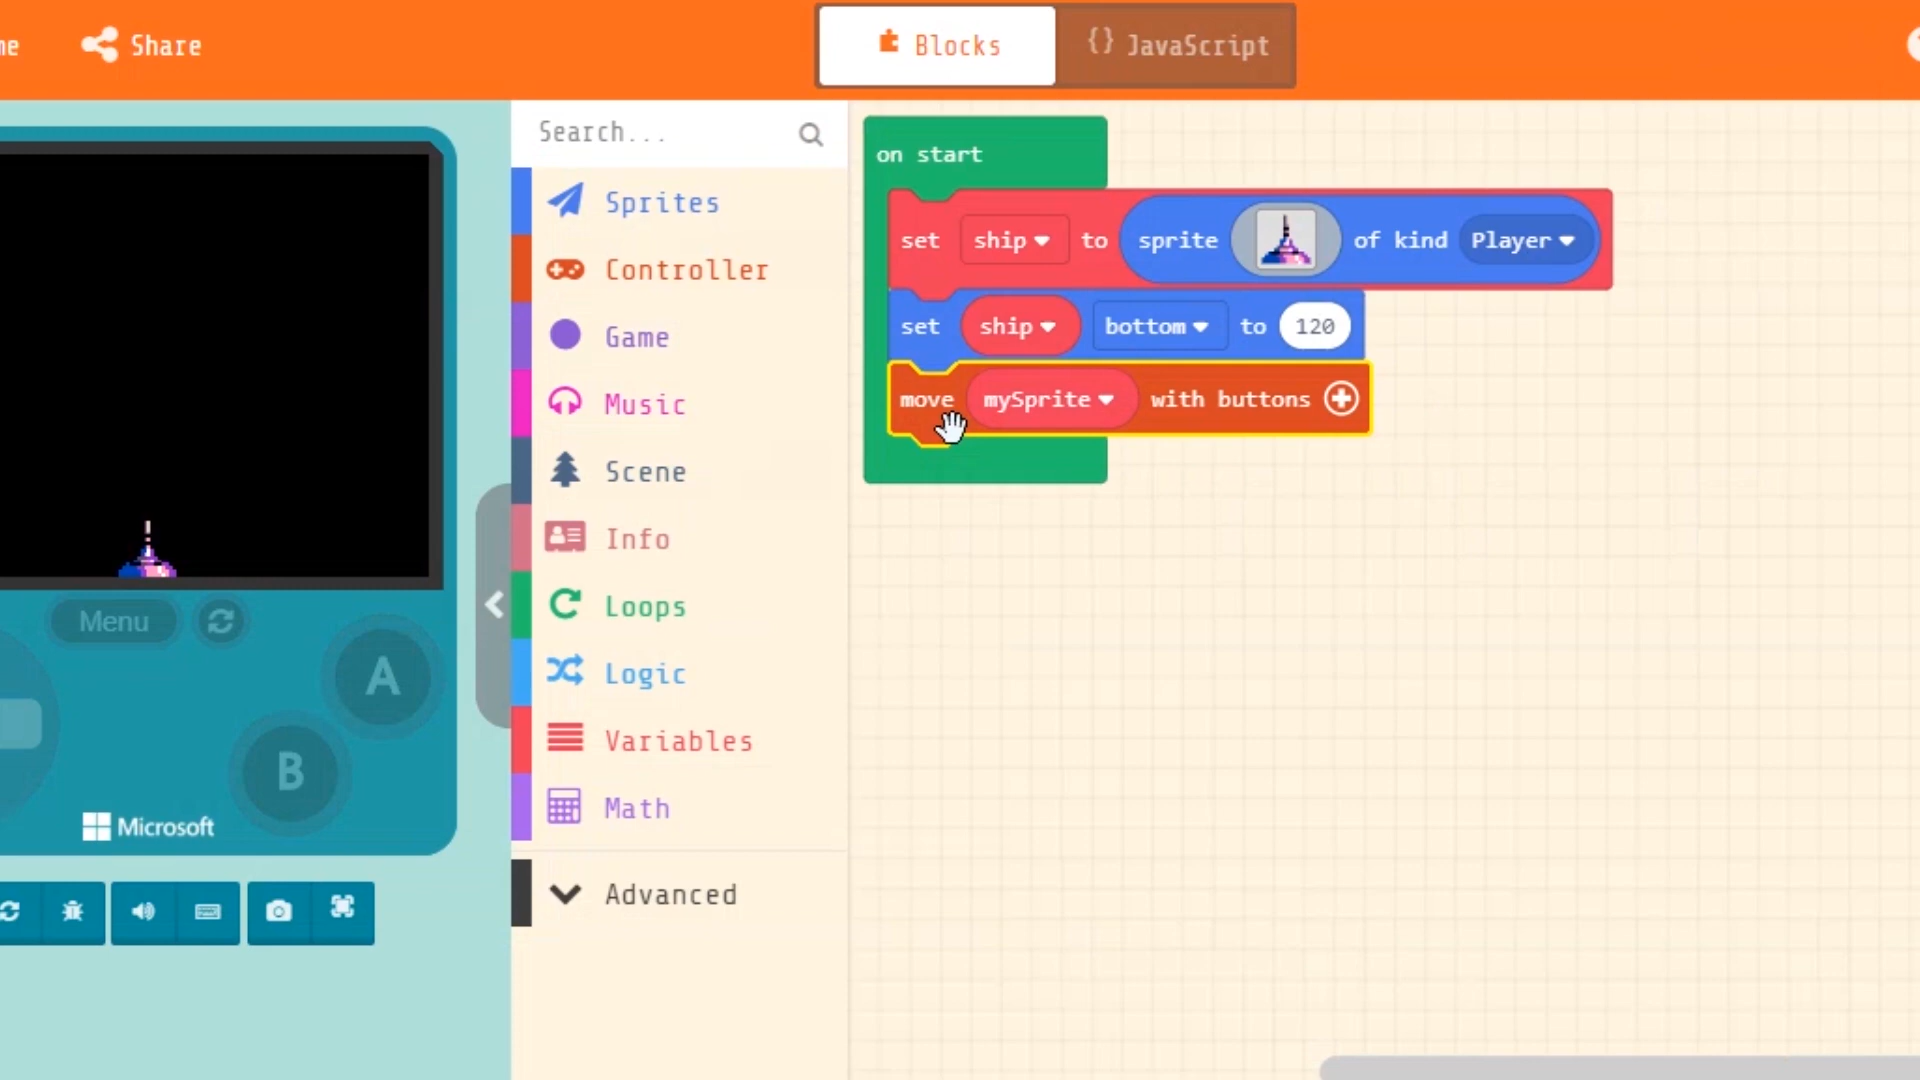 me
Share
Blocks
{} JavaScript
Search...
Sprites
Controller
Game
Music
Scene
Info
Loops
Logic
Variables
Math
Advanced
on start
set ship to sprite of kind Player
set ship bottom to 120
move mySprite with buttons
Menu
A
B
Microsoft